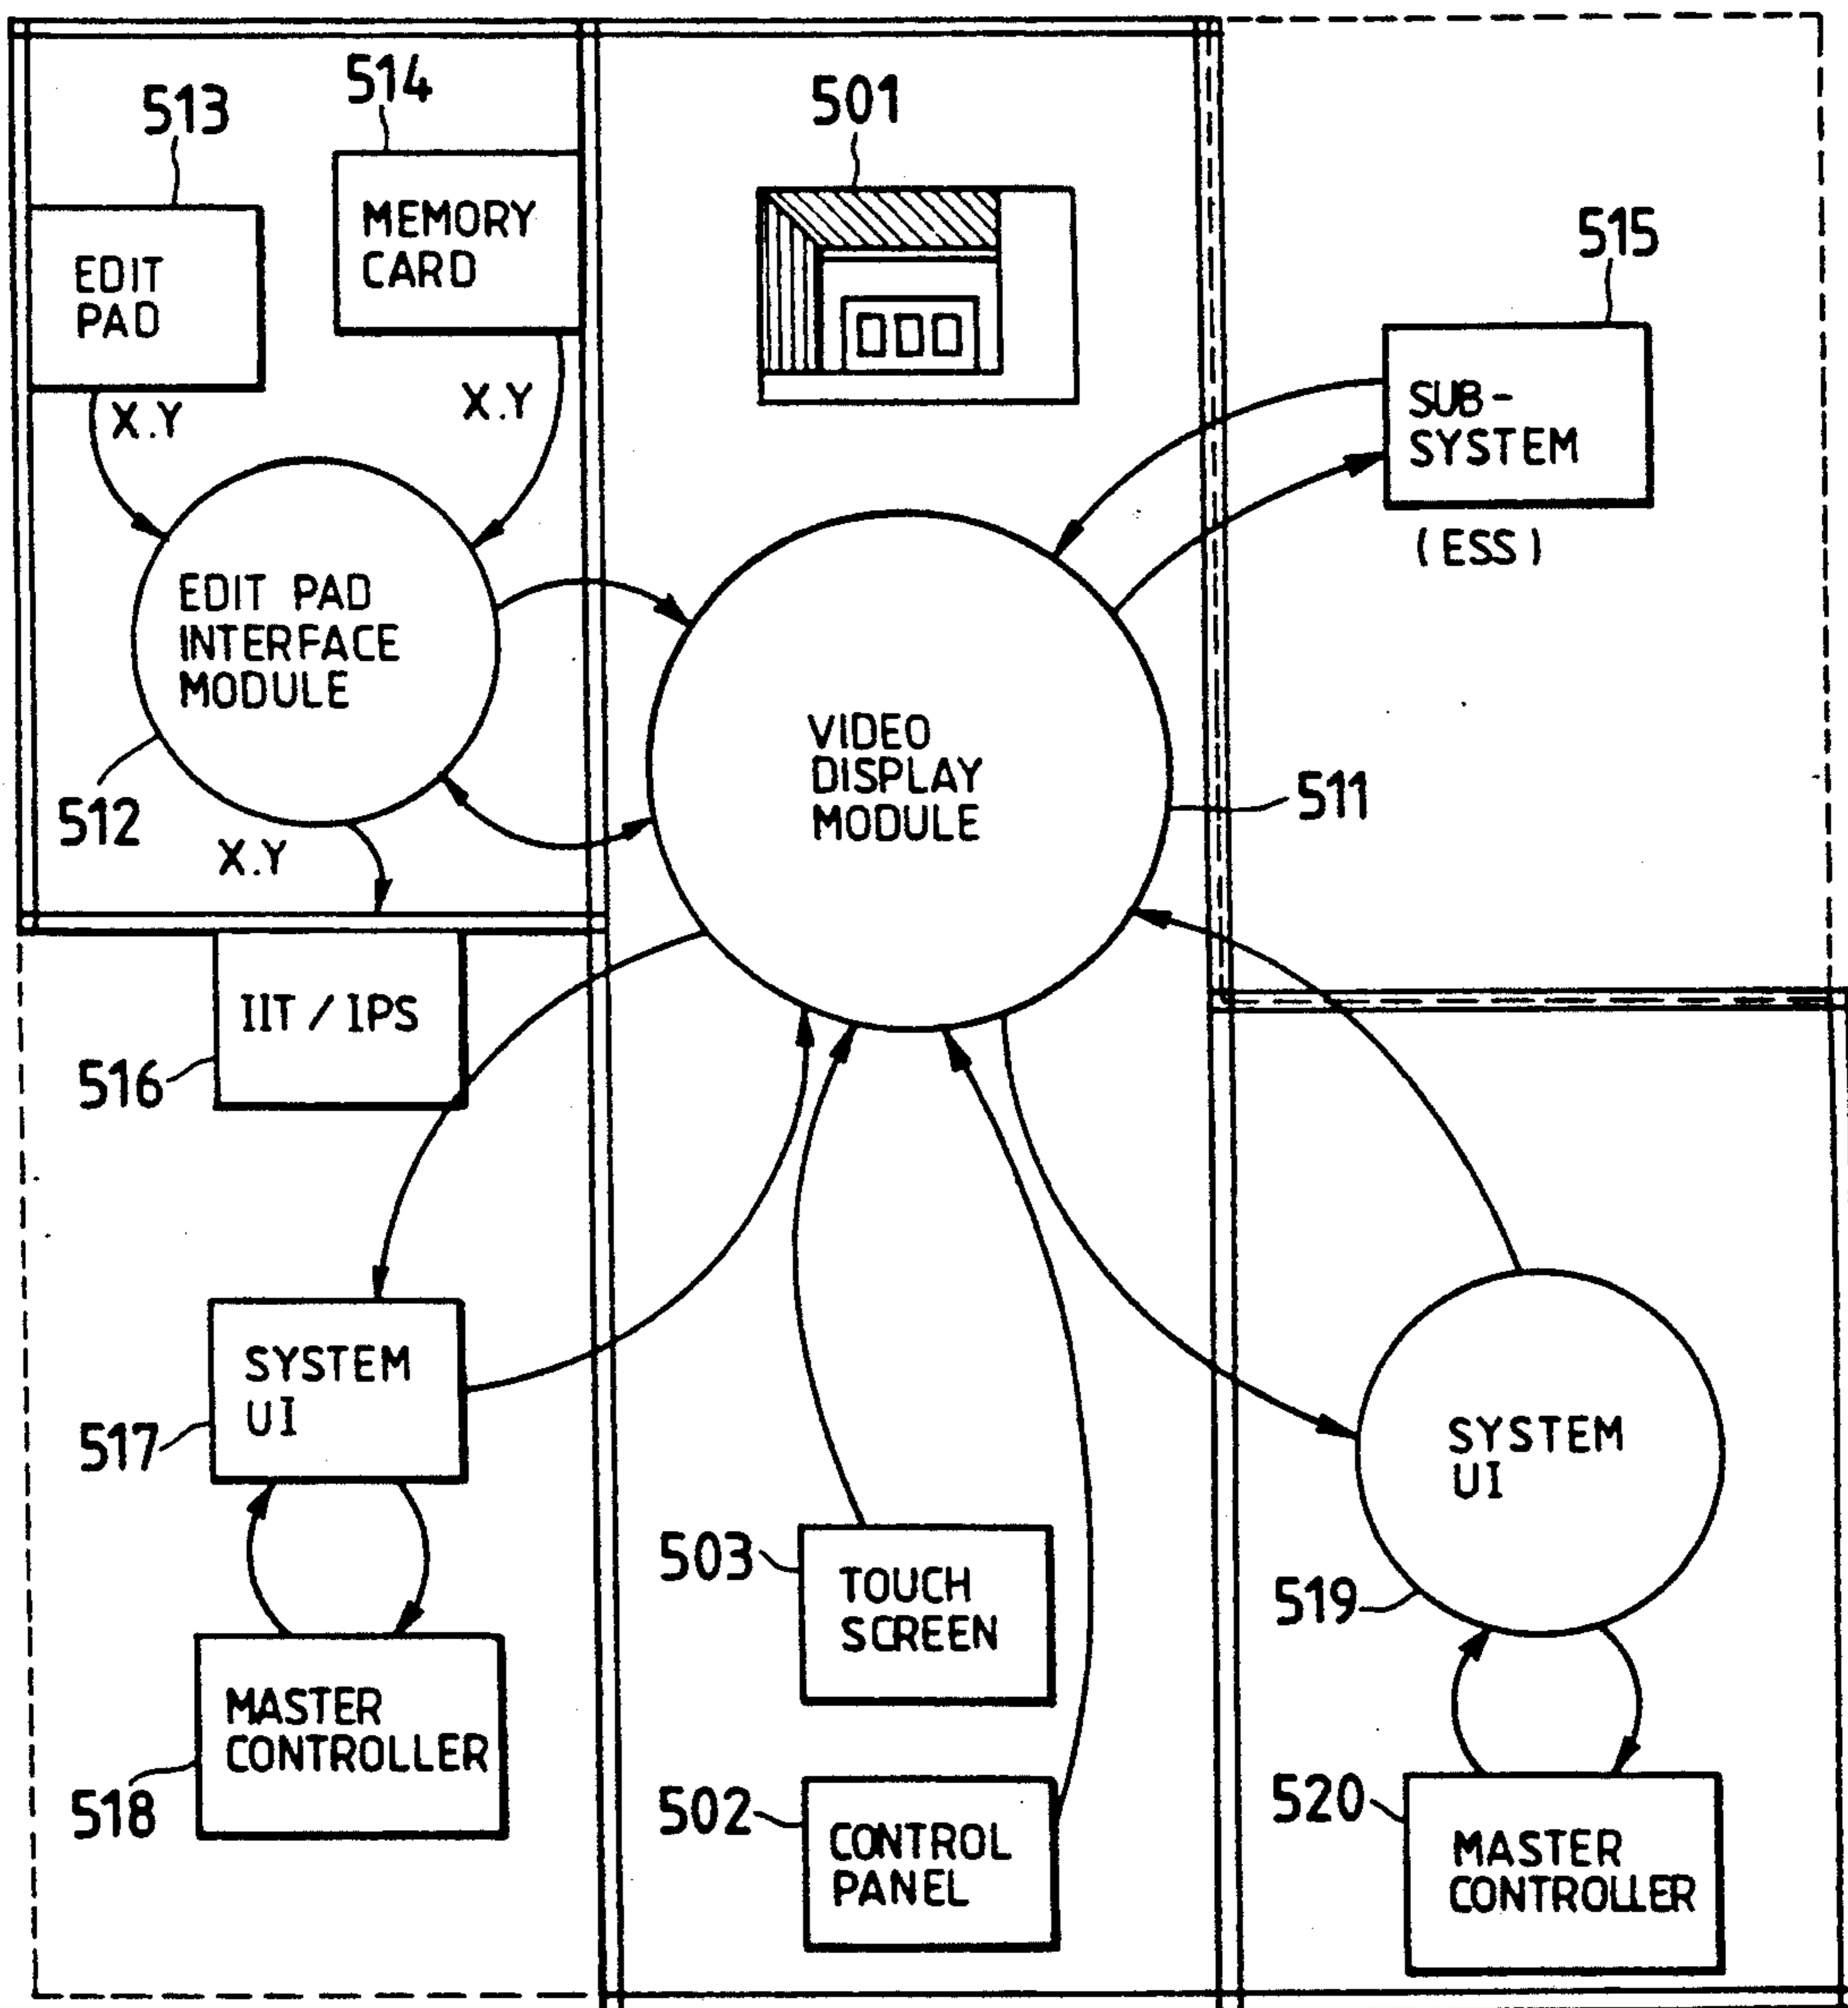 513
514
501
EDIT
PAD
MEMORY
CARD
515
X.Y
X.Y
SUB-
SYSTEM
(ESS)
EDIT PAD
INTERFACE
MODULE
VIDEO
DISPLAY
MODULE
511
512
X.Y
IIT / IPS
516
SYSTEM
UI
517
SYSTEM
UI
503
TOUCH
SCREEN
519
MASTER
CONTROLLER
518
502
CONTROL
PANEL
520
MASTER
CONTROLLER